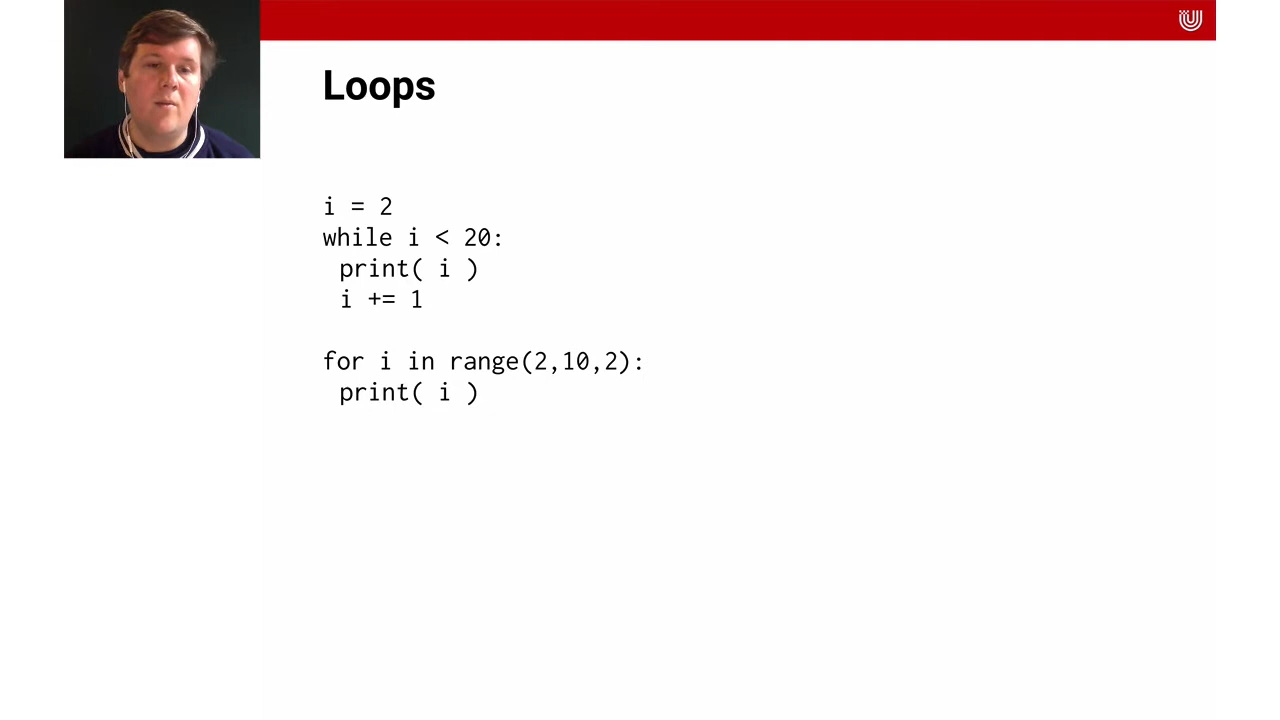 Loops
i = 2
while i < 20:
 print( i )
 i += 1
for i in range(2,10,2):
 print( i )